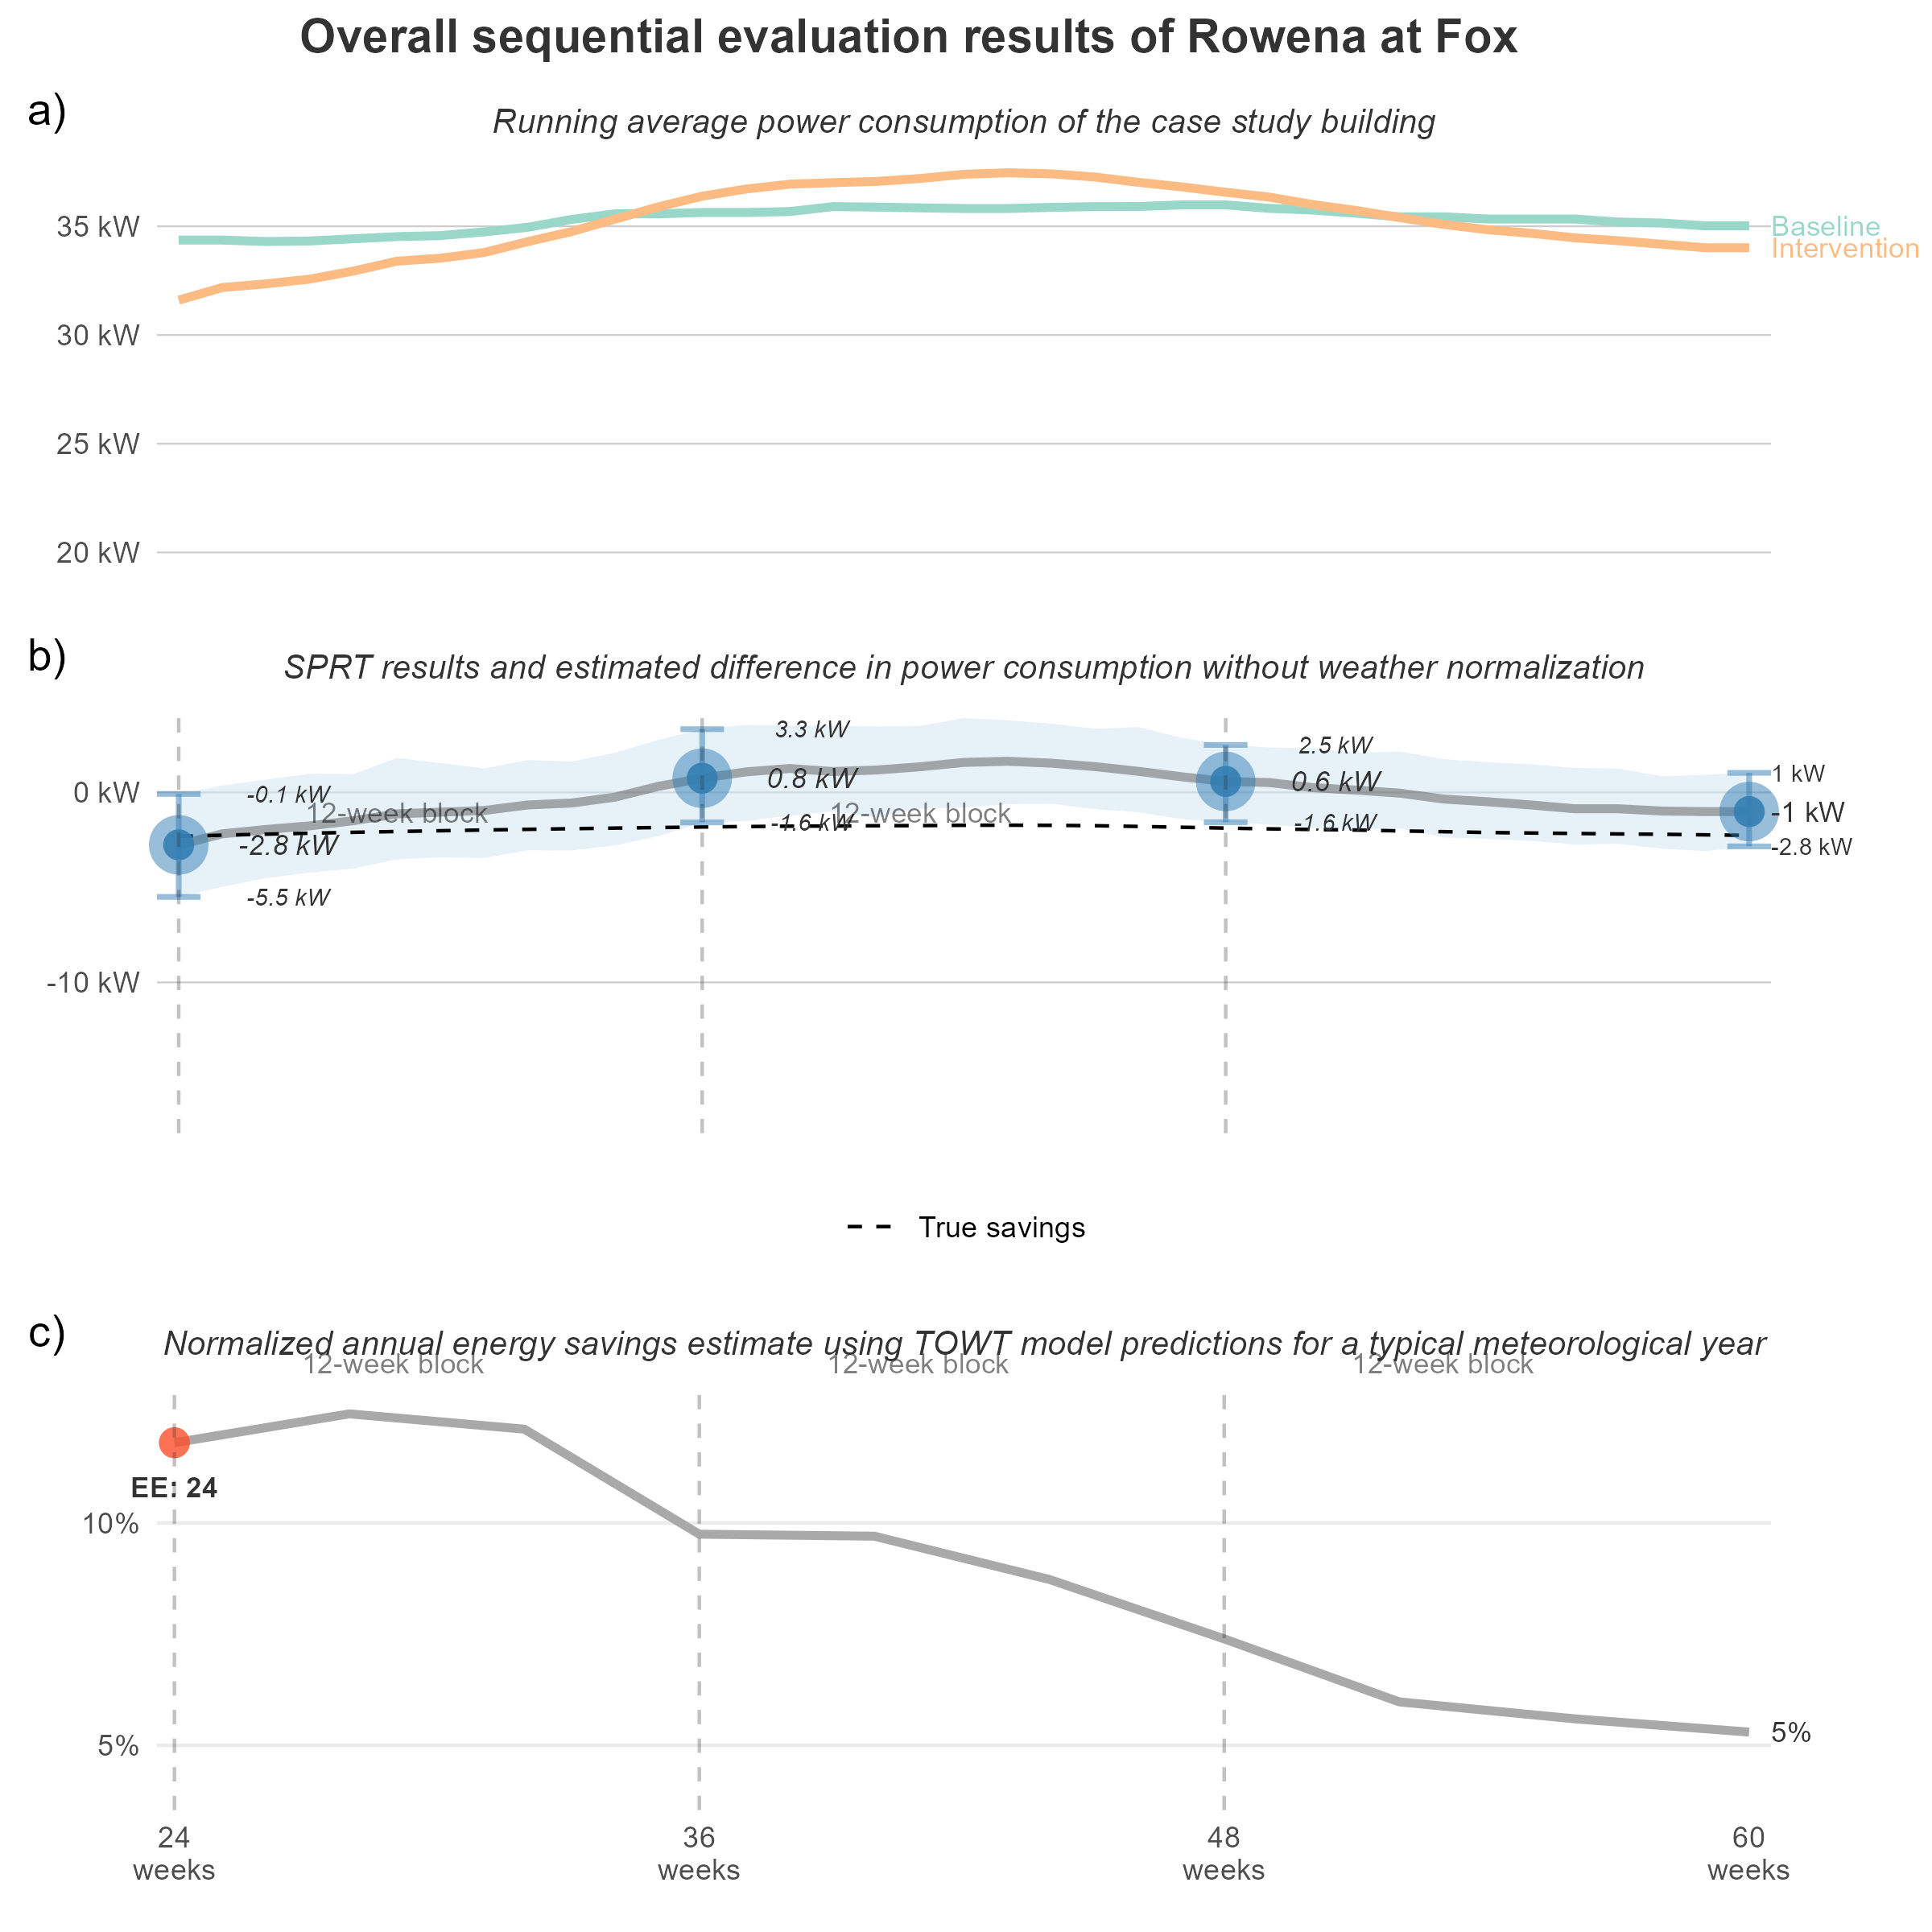 Overall sequential evaluation results of Rowena at Fox
a)
Running average power consumption of the case study building
35 kW
30 kW
25 kW
20 kW
Baseline
Intervention
b)
SPRT results and estimated difference in power consumption without weather normalization
0 kW
-10 kW
-0.1 kW
-2.8 kW
-5.5 kW
12-week block
3.3 kW
0.8 kW
-1.6 kW
12-week block
2.5 kW
0.6 kW
-1.6 kW
1 kW
-1 kW
-2.8 kW
True savings
c)
Normalized annual energy savings estimate using TOWT model predictions for a typical meteorological year
12-week block
12-week block
12-week block
EE: 24
10%
5%
5%
24
weeks
36
weeks
48
weeks
60
weeks